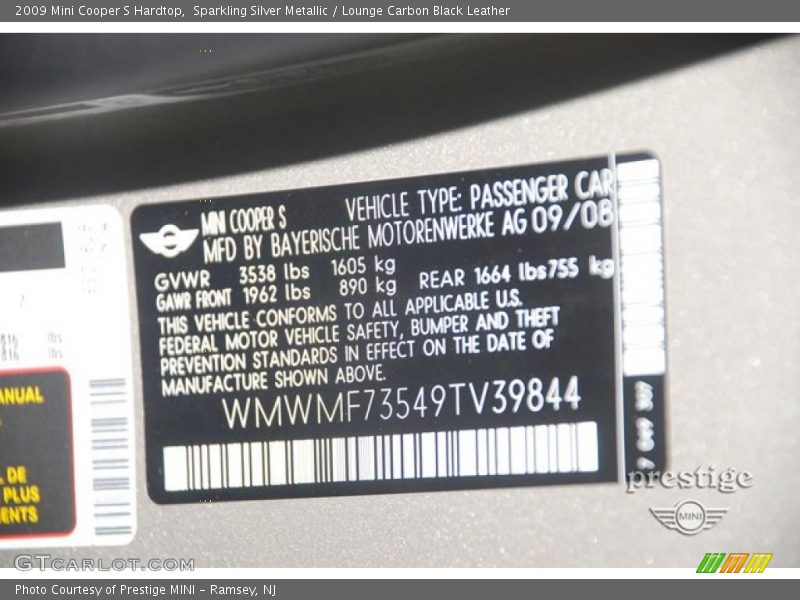 2009 Mini Cooper S Hardtop,  Sparkling Silver Metallic / Lounge Carbon Black Leather
MINI COOPER S VEHICLE TYPE: PASSENGER CAR
MFD BY BAYERISCHE MOTORENWERKE AG 09/08
GVWR 3538 lbs 1605 kg
GAWR FRONT 1962 lbs 890 kg REAR 1664 lbs 755 kg
THIS VEHICLE CONFORMS TO ALL APPLICABLE U.S.
FEDERAL MOTOR VEHICLE SAFETY, BUMPER AND THEFT
PREVENTION STANDARDS IN EFFECT ON THE DATE OF
MANUFACTURE SHOWN ABOVE.
WMWMF73549TV39844
ANUAL
L DE
PLUS
ENTS
prestige
MINI
GTCarLot.com
Photo Courtesy of Prestige MINI - Ramsey, NJ